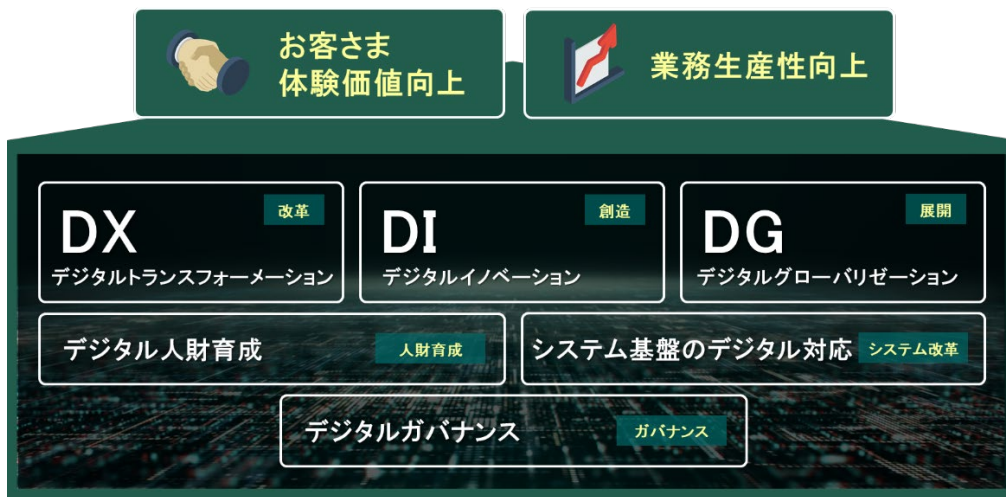 お客さま
体験価値向上
業務生産性向上
DX
改革
デジタルトランスフォーメーション
DI
創造
デジタルイノベーション
DG
展開
デジタルグローバリゼーション
デジタル人財育成
人財育成
システム基盤のデジタル対応
システム改革
デジタルガバナンス
ガバナンス